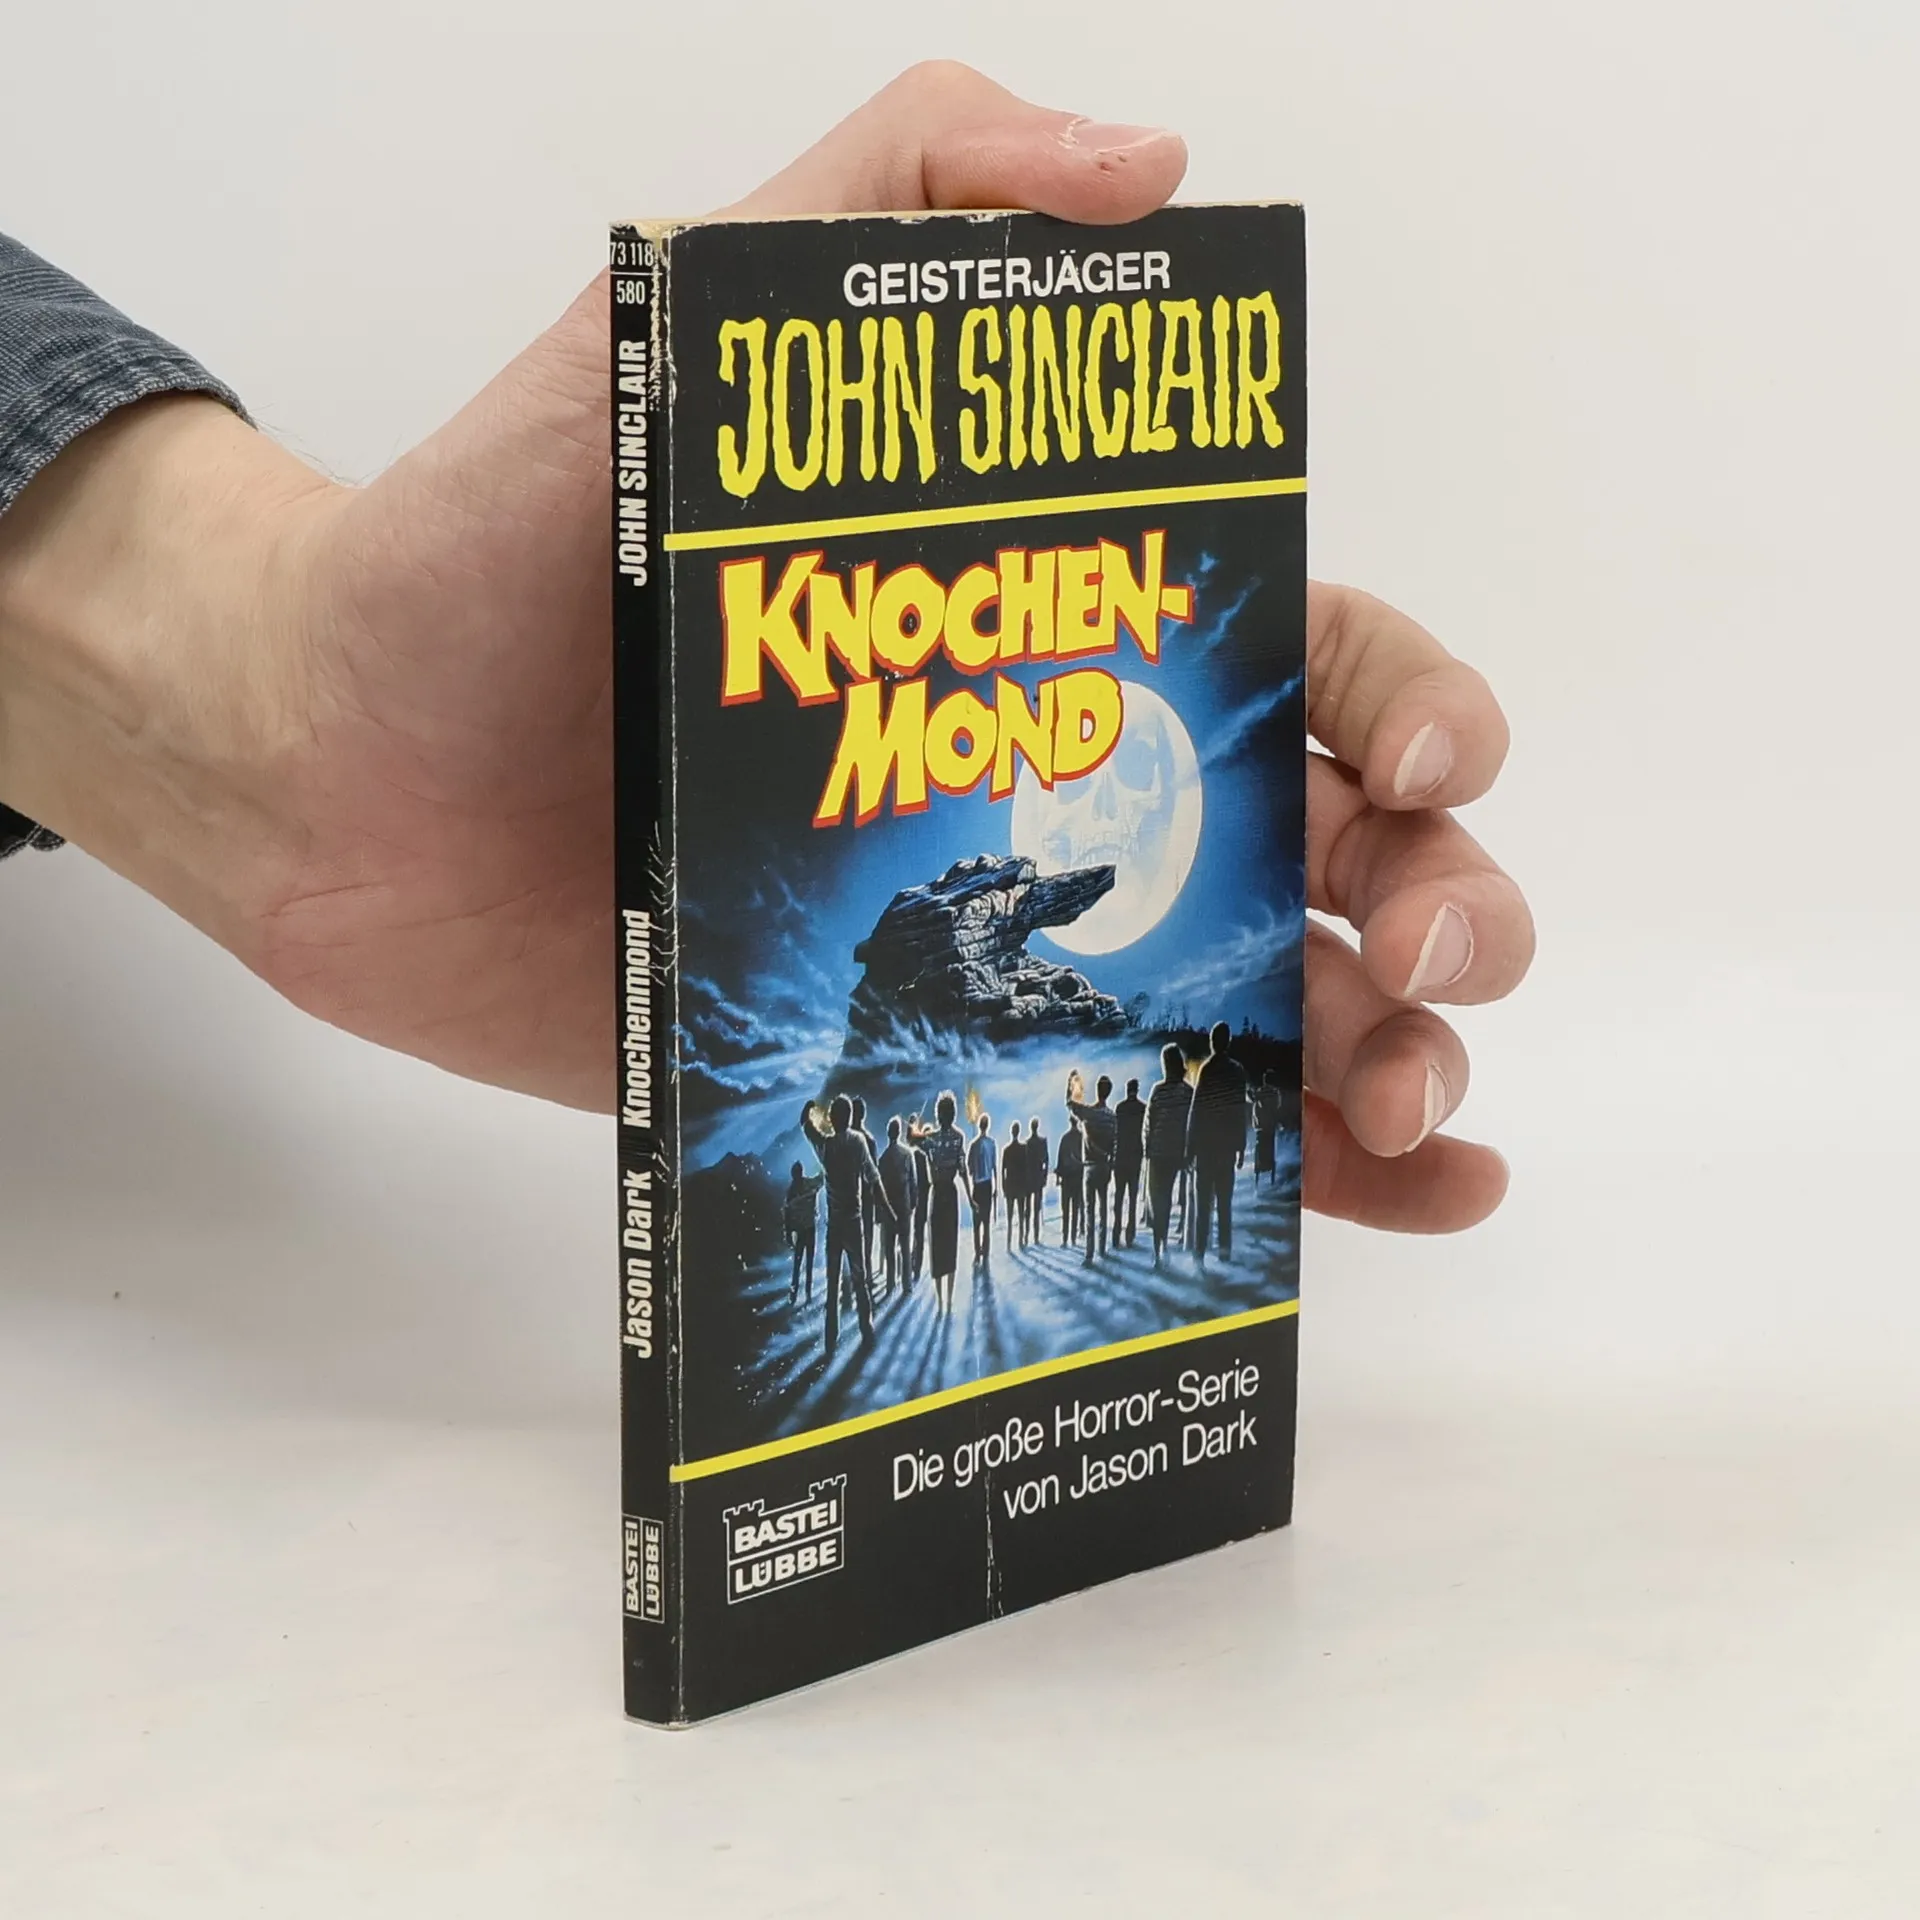 73 118
580
JOHN SINCLAIR
Jason Dark Knochenmond
BASTEI
LÜBBE
GEISTERJÄGER
JOHN SINCLAIR
KNOCHEN-
MOND
Die große Horror-Serie
von Jason Dark
BASTEI
LÜBBE